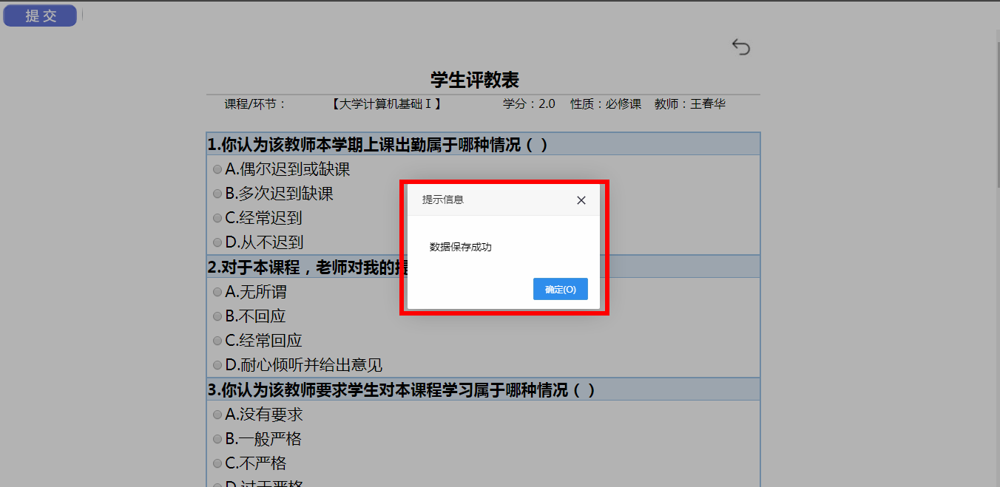 提 交
学生评教表
课程/环节： 【大学计算机基础Ⅰ】 学分：2.0 性质：必修课 教师：王春华
1.你认为该教师本学期上课出勤属于哪种情况（ ）
A.偶尔迟到或缺课
B.多次迟到缺课
C.经常迟到
D.从不迟到
提示信息
数据保存成功
确定(O)
2.对于本课程，老师对我的提
A.无所谓
B.不回应
C.经常回应
D.耐心倾听并给出意见
3.你认为该教师要求学生对本课程学习属于哪种情况（ ）
A.没有要求
B.一般严格
C.不严格
D.过于严格